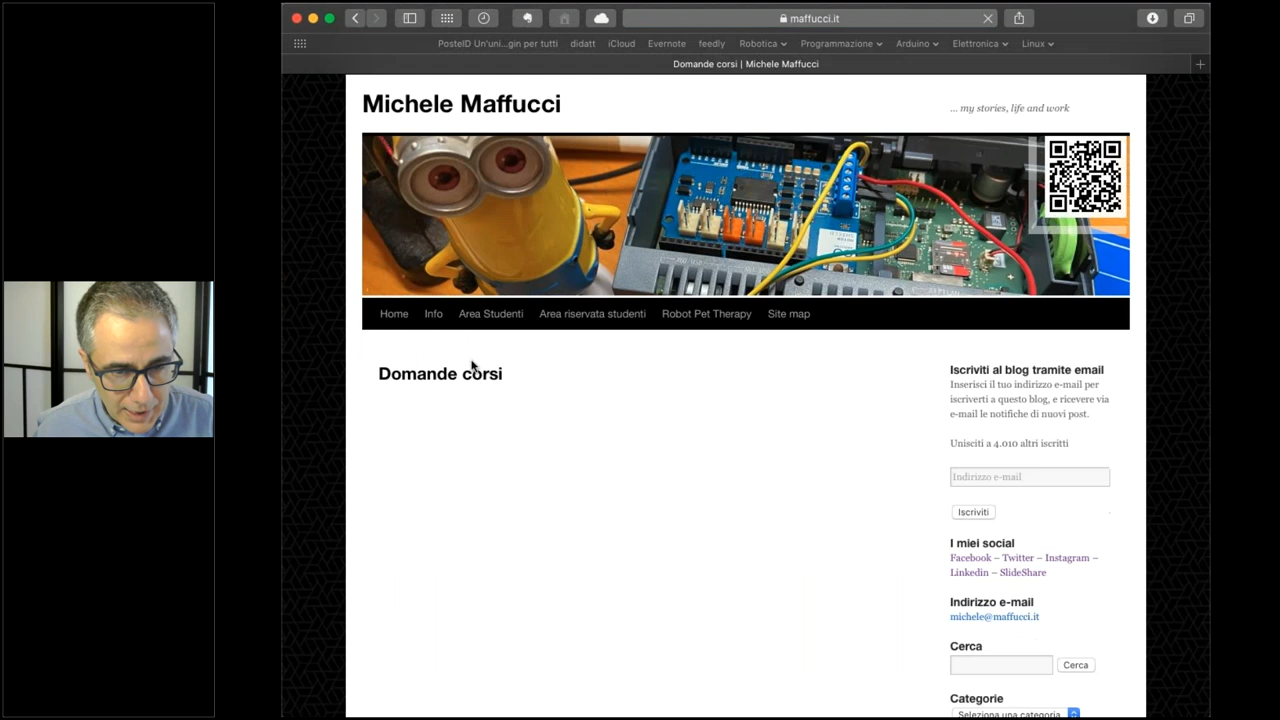 maffucci.it
PosteID Un'uni...gin per tutti didatt iCloud Evernote feedly Robotica Programmazione Arduino Elettronica Linux
Domande corsi | Michele Maffucci
Michele Maffucci
... my stories, life and work
Home Info Area Studenti Area riservata studenti Robot Pet Therapy Site map
Domande corsi
Iscriviti al blog tramite email
Inserisci il tuo indirizzo e-mail per
iscriverti a questo blog, e ricevere via
e-mail le notifiche di nuovi post.
Unisciti a 4.010 altri iscritti
Indirizzo e-mail
Iscriviti
I miei social
Facebook – Twitter – Instagram –
Linkedin – SlideShare
Indirizzo e-mail
michele@maffucci.it
Cerca
Cerca
Categorie
Seleziona una categoria